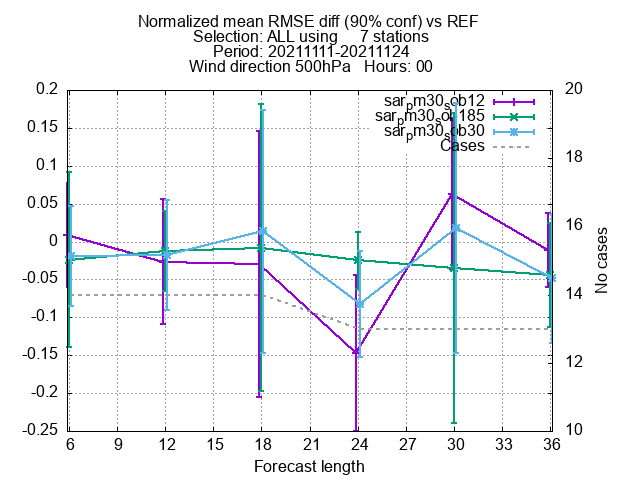 Normalized mean RMSE diff (90% conf) vs REF
Selection: ALL using 7 stations
Period: 20211111-20211124
Wind direction 500hPa Hours: 00
0.2
0.15
0.1
0.05
0
-0.05
-0.1
-0.15
-0.2
-0.25
20
18
16
14
12
10
No cases
sarpm30sob12
sarpm30sob185
sarpm30sob30
Cases
6 9 12 15 18 21 24 27 30 33 36
Forecast length